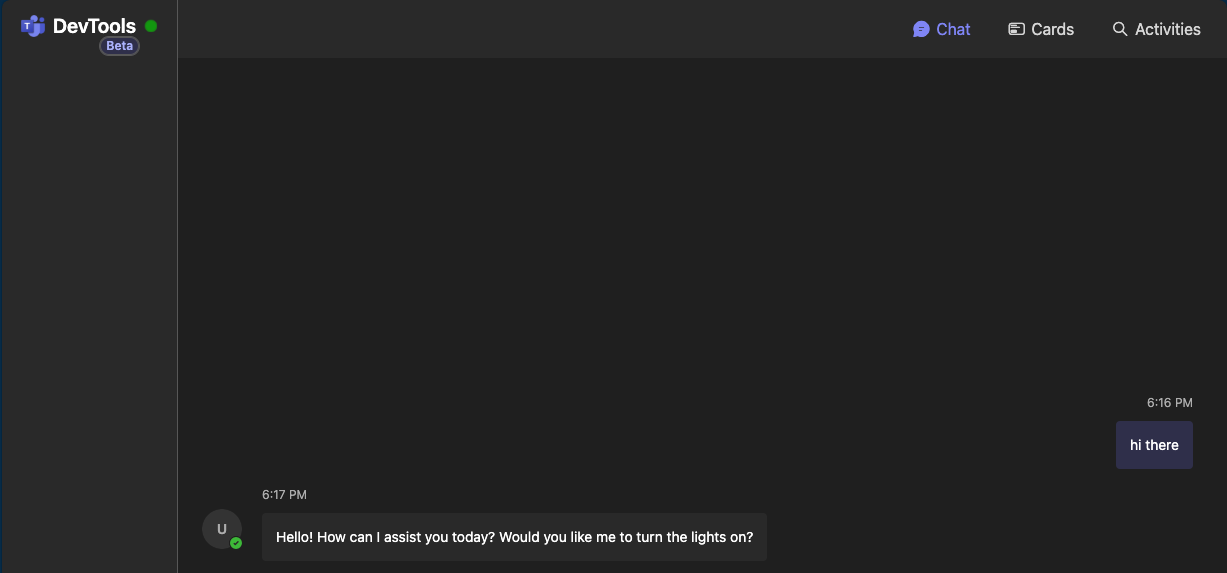 T DevTools
Beta
Chat
Cards
Activities
6:16 PM
hi there
6:17 PM
U
Hello! How can I assist you today? Would you like me to turn the lights on?